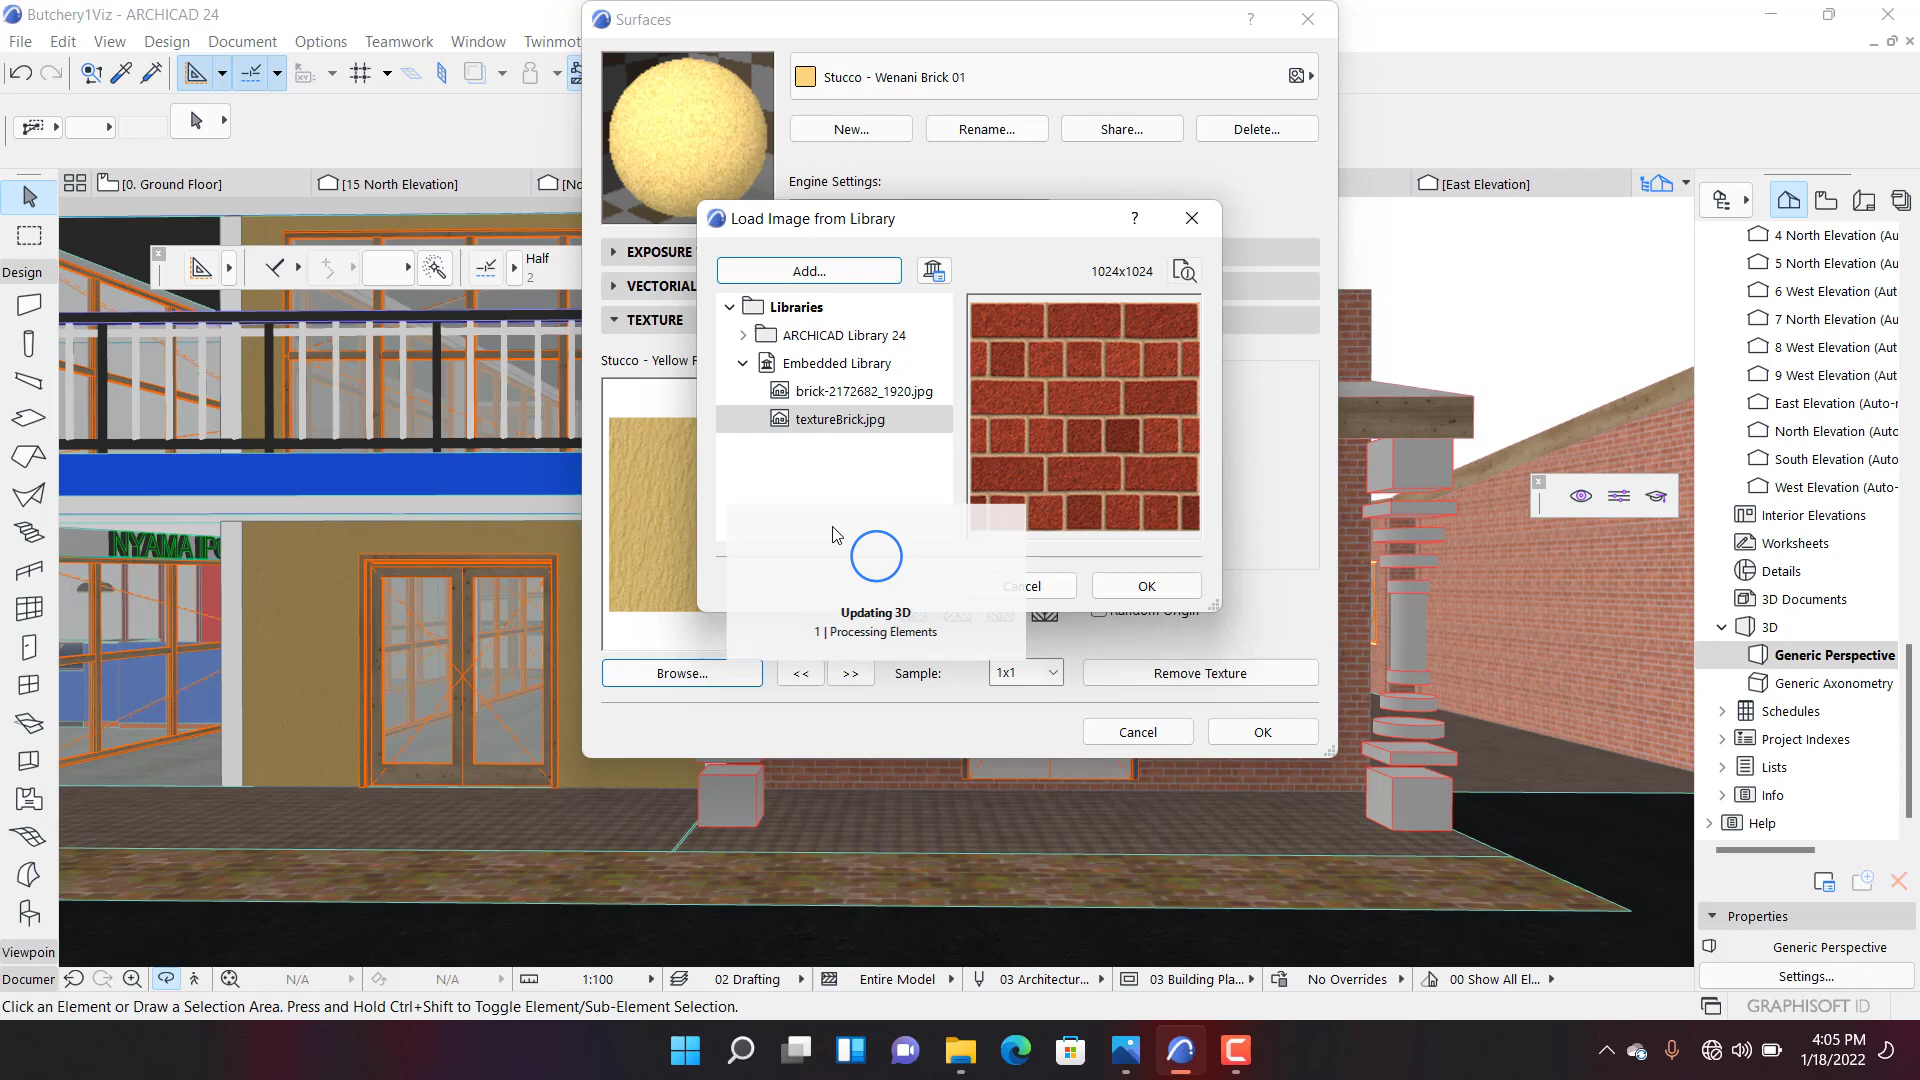 Butchery1Viz - ARCHICAD 24
File Edit View Design Document Options Teamwork Window Twinmot
[0. Ground Floor]
[15 North Elevation]
[No
[East Elevation]
Half
2
Design
Viewpoin
Documer
NYAMA
Surfaces
?
Stucco - Wenani Brick 01
New...
Rename...
Share...
Delete...
Engine Settings:
EXPOSURE
VECTORIAL
TEXTURE
Stucco - Yellow
Load Image from Library
?
Add...
1024x1024
Libraries
ARCHICAD Library 24
Embedded Library
brick-2172682_1920.jpg
textureBrick.jpg
Cancel
OK
Updating 3D
1 | Processing Elements
Random Origin
Browse...
<<
>>
Sample:
1x1
Remove Texture
Cancel
OK
4 North Elevation (Au
5 North Elevation (Au
6 West Elevation (Aut
7 North Elevation (Au
8 West Elevation (Aut
9 West Elevation (Aut
East Elevation (Auto-r
North Elevation (Auto
South Elevation (Auto
West Elevation (Auto-
Interior Elevations
Worksheets
Details
3D Documents
3D
Generic Perspective
Generic Axonometry
Schedules
Project Indexes
Lists
Info
Help
Properties
Generic Perspective
Settings...
N/A
N/A
1:100
02 Drafting
Entire Model
03 Architectur...
03 Building Pla...
No Overrides
00 Show All El...
Click an Element or Draw a Selection Area. Press and Hold Ctrl+Shift to Toggle Element/Sub-Element Selection.
GRAPHISOFT ID
4:05 PM
1/18/2022